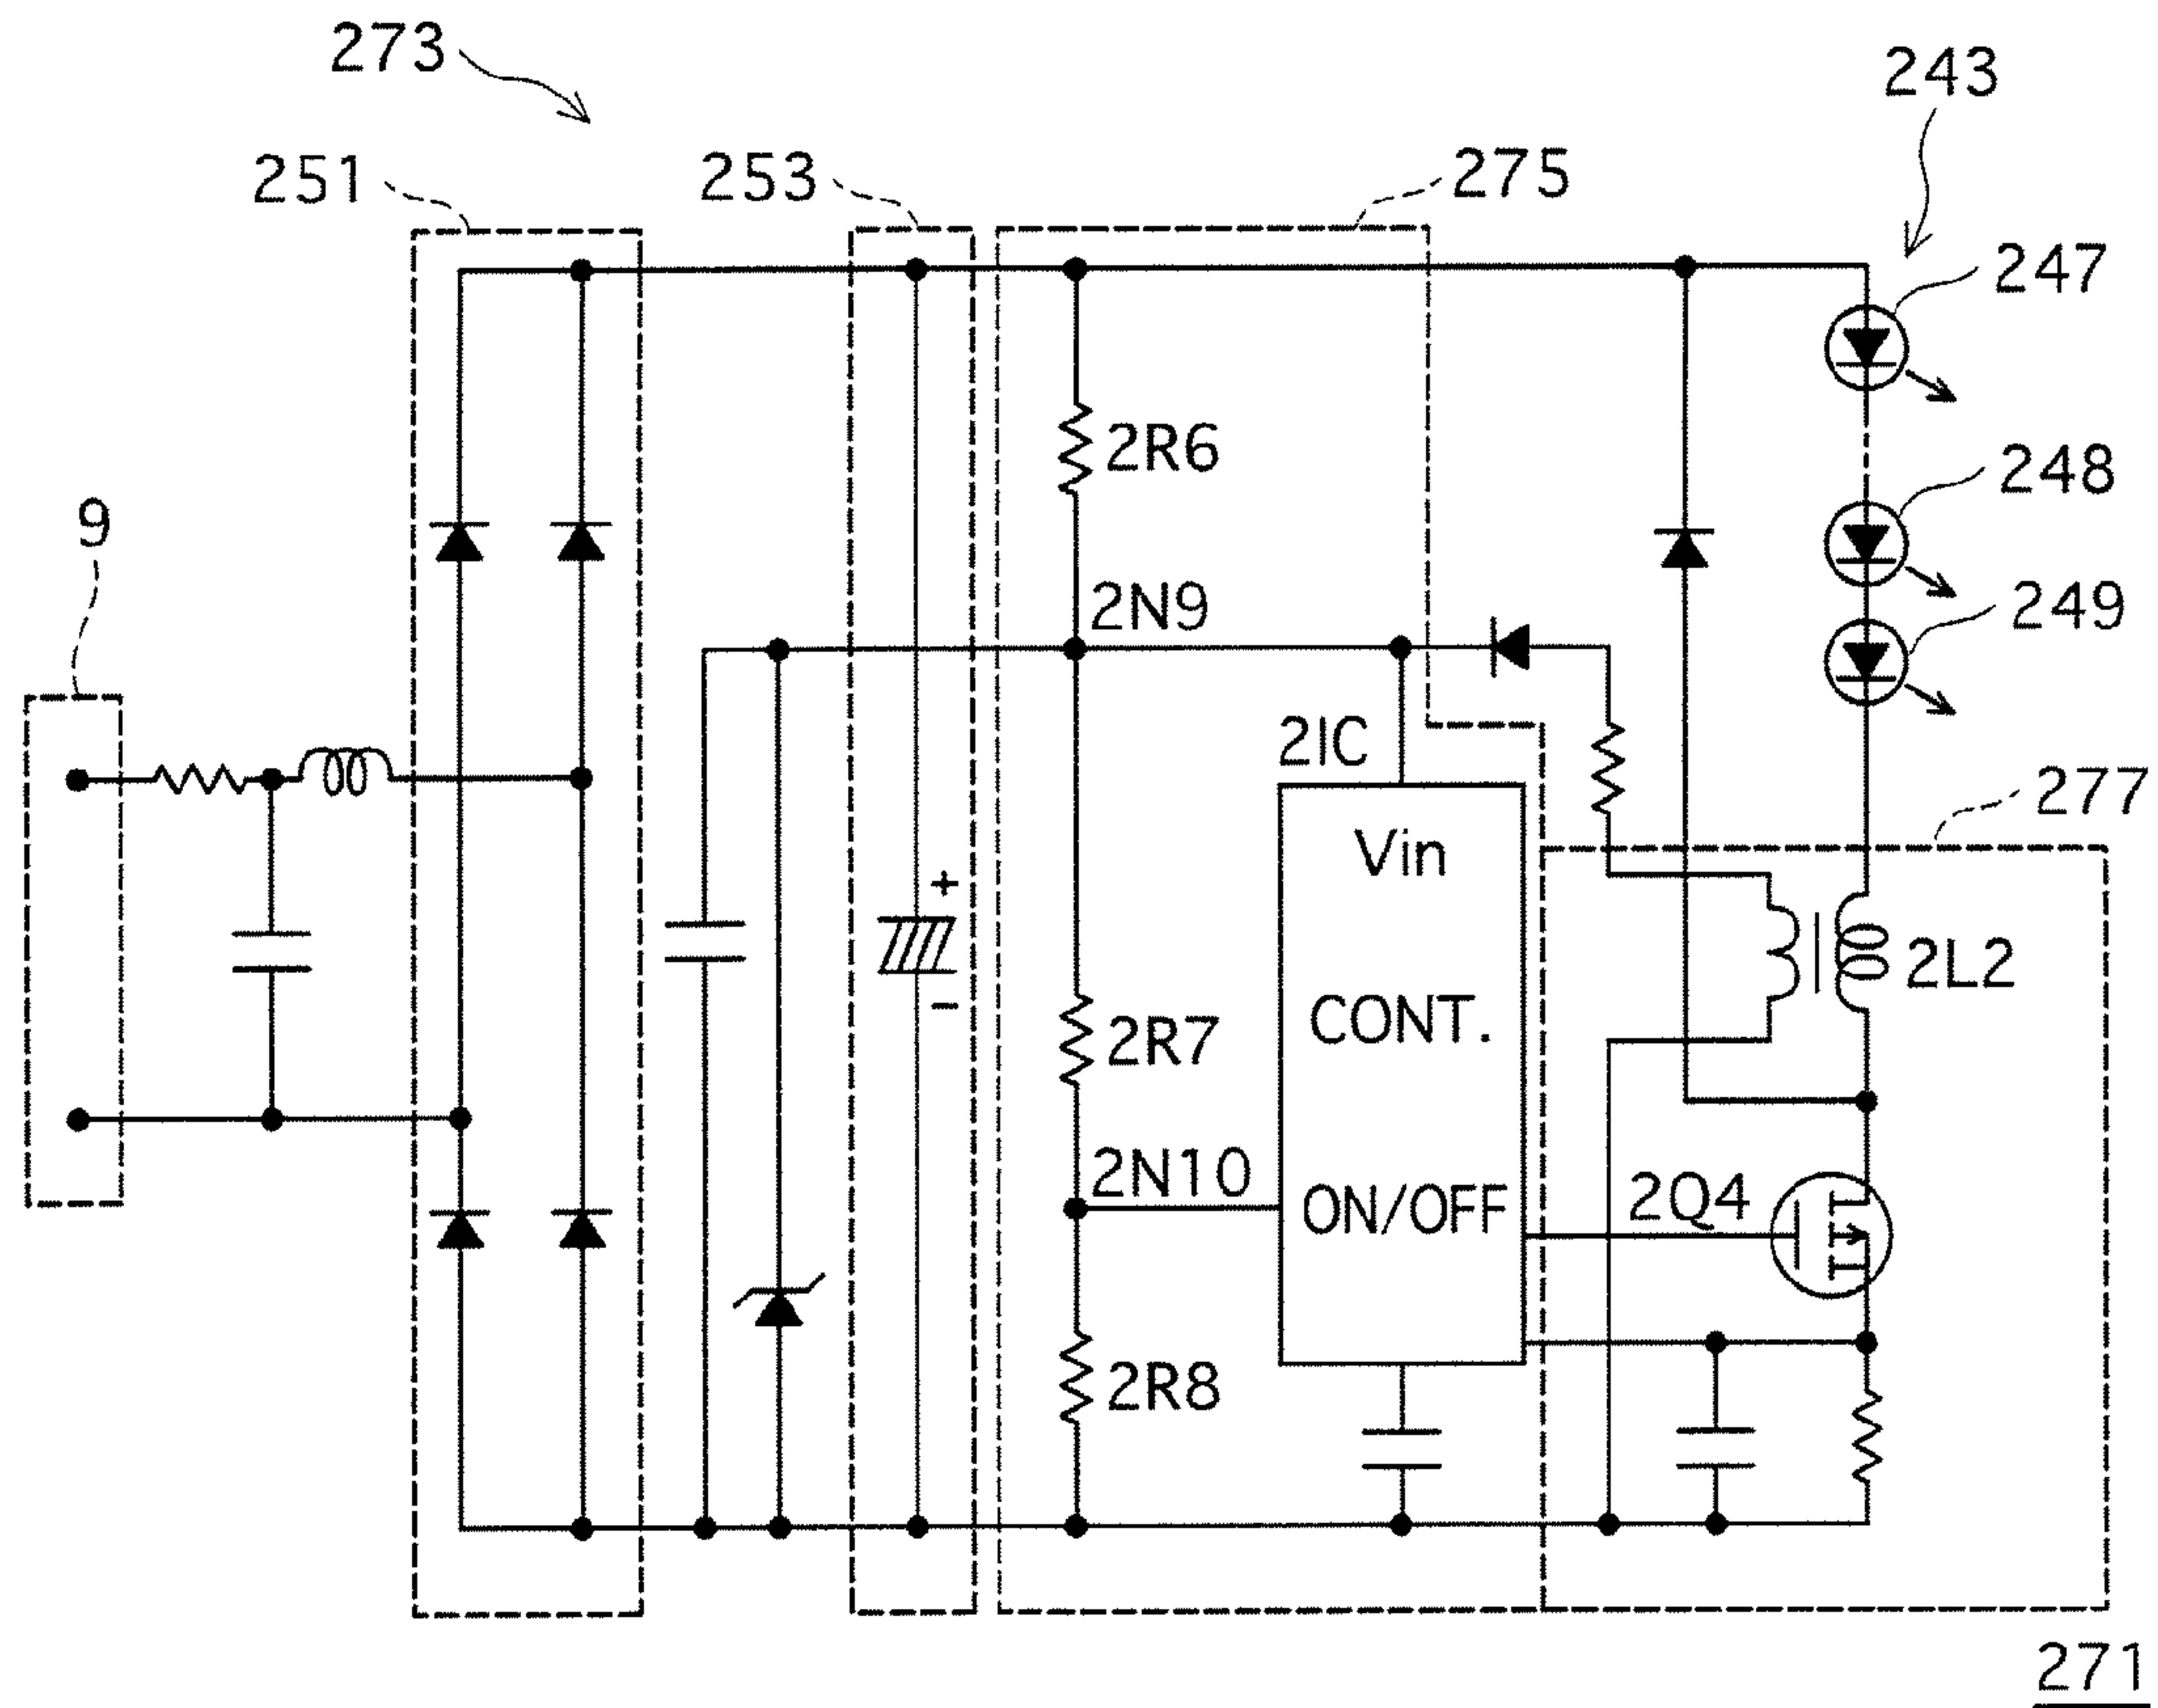 273
243
251
253
275
247
2R6
248
9
2N9
249
2IC
277
Vin
+
2L2
CONT.
−
2R7
2N10
ON/OFF
2Q4
2R8
271